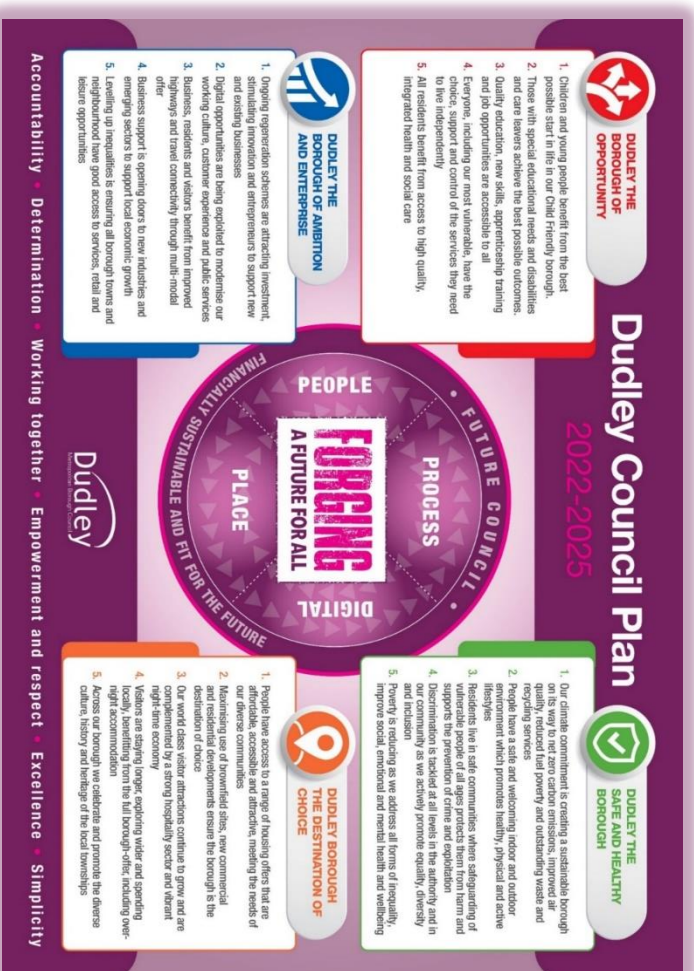 Dudley Council Plan
2022-2025
DUDLEY THE
BOROUGH OF
OPPORTUNITY
1. Children and young people benefit from the best
possible start in life in our Child Friendly borough.
2. Those with special educational needs and disabilities
and care leavers achieve the best possible outcomes.
3. Quality education, new skills, apprenticeship training
and job opportunities are accessible to all
4. Everyone, including our most vulnerable, have the
choice, support and control of the services they need
to live independently
5. All residents benefit from access to high quality,
integrated health and social care
DUDLEY THE
SAFE AND HEALTHY
BOROUGH
1. Our climate commitment is creating a sustainable borough
on its way to net zero carbon emissions, improved air
quality, reduced fuel poverty and outstanding waste and
recycling services
2. People have a safe and welcoming indoor and outdoor
environment which promotes healthy, physical and active
lifestyles
3. Residents live in safe communities where safeguarding of
vulnerable people of all ages protects them from harm and
supports the prevention of crime and exploitation
4. Discrimination is tackled at all levels in the authority and in
our community as we actively promote equality, diversity
and inclusion
5. Poverty is reducing as we address all forms of inequality,
improve social, emotional and mental health and wellbeing
• FUTURE COUNCIL •
PROCESS
PEOPLE
FORGING
A FUTURE FOR ALL
DIGITAL
PLACE
FINANCIALLY SUSTAINABLE AND FIT FOR THE FUTURE
DUDLEY THE
BOROUGH OF AMBITION
AND ENTERPRISE
1. Ongoing regeneration schemes are attracting investment,
stimulating innovation and entrepreneurs to support new
and existing businesses
2. Digital opportunities are being exploited to modernise our
working culture, customer experience and public services
3. Business, residents and visitors benefit from improved
highways and travel connectivity through multi-modal
offer
4. Business support is opening doors to new industries and
emerging sectors to support local economic growth
5. Levelling up inequalities is ensuring all borough towns and
neighbourhood have good access to services, retail and
leisure opportunities
DUDLEY BOROUGH
THE DESTINATION OF
CHOICE
1. People have access to a range of housing offers that are
affordable, accessible and attractive, meeting the needs of
our diverse communities
2. Maximising use of brownfield sites, new commercial
and residential developments ensure the borough is the
destination of choice
3. Our world class visitor attractions continue to grow and are
complemented by a strong hospitality sector and vibrant
night-time economy
4. Visitors are staying longer, exploring wider and spending
locally, benefitting from the full borough-offer, including over-
night accommodation
5. Across our borough we celebrate and promote the diverse
culture, history and heritage of the local townships
Dudley
Metropolitan Borough Council
Accountability • Determination • Working together • Empowerment and respect • Excellence • Simplicity